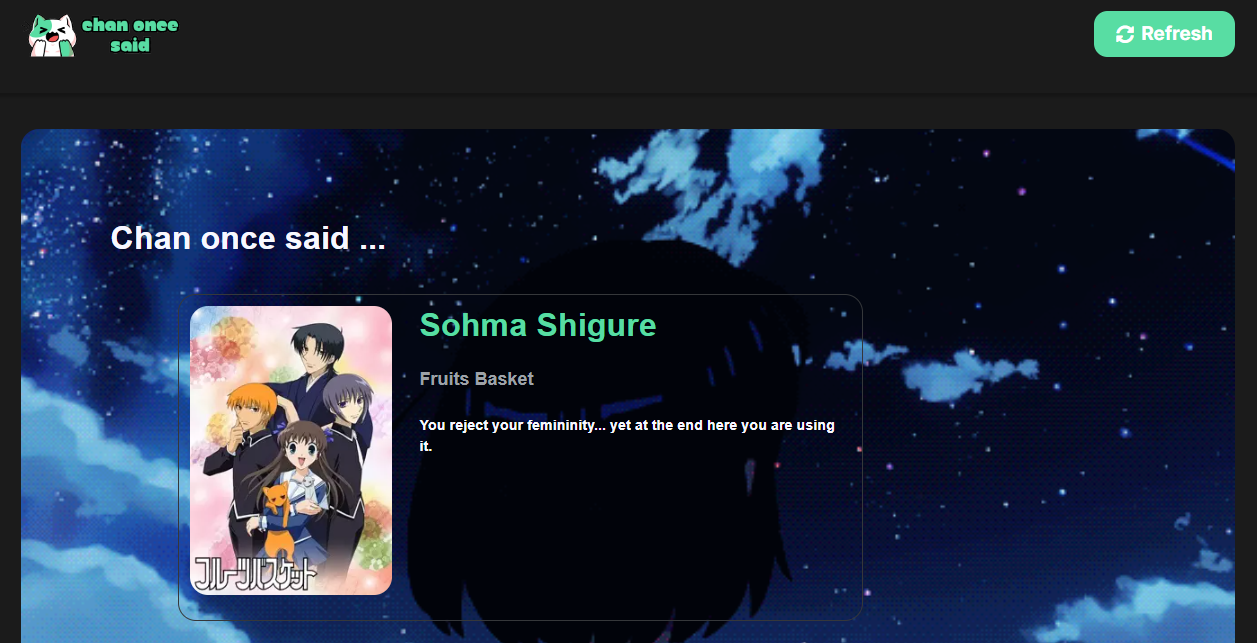 chan once
said
Refresh
Chan once said ...
Sohma Shigure
Fruits Basket
You reject your femininity... yet at the end here you are using
it.
フルーツバスケット